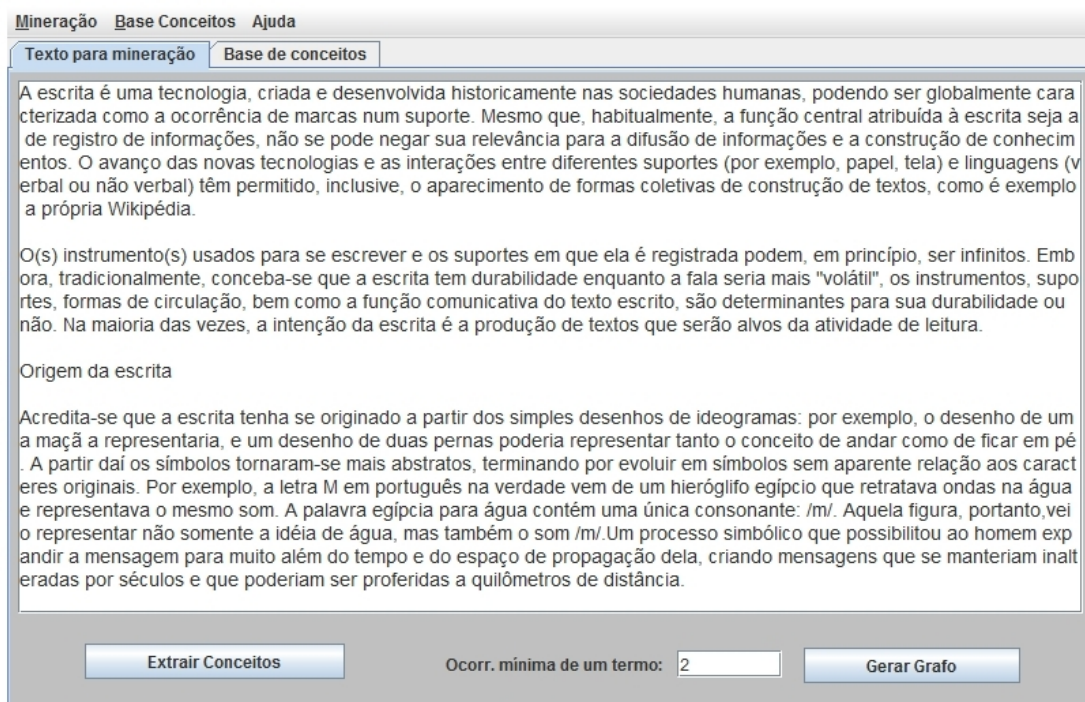 Mineração Base Conceitos Ajuda
Texto para mineração Base de conceitos
A escrita é uma tecnologia, criada e desenvolvida historicamente nas sociedades humanas, podendo ser globalmente cara
cterizada como a ocorrência de marcas num suporte. Mesmo que, habitualmente, a função central atribuída à escrita seja a
de registro de informações, não se pode negar sua relevância para a difusão de informações e a construção de conhecim
entos. O avanço das novas tecnologias e as interações entre diferentes suportes (por exemplo, papel, tela) e linguagens (v
erbal ou não verbal) têm permitido, inclusive, o aparecimento de formas coletivas de construção de textos, como é exemplo
a própria Wikipédia.
O(s) instrumento(s) usados para se escrever e os suportes em que ela é registrada podem, em princípio, ser infinitos. Emb
ora, tradicionalmente, conceba-se que a escrita tem durabilidade enquanto a fala seria mais "volátil", os instrumentos, supo
rtes, formas de circulação, bem como a função comunicativa do texto escrito, são determinantes para sua durabilidade ou
não. Na maioria das vezes, a intenção da escrita é a produção de textos que serão alvos da atividade de leitura.
Origem da escrita
Acredita-se que a escrita tenha se originado a partir dos simples desenhos de ideogramas: por exemplo, o desenho de um
a maçã a representaria, e um desenho de duas pernas poderia representar tanto o conceito de andar como de ficar em pé
. A partir daí os símbolos tornaram-se mais abstratos, terminando por evoluir em símbolos sem aparente relação aos caract
eres originais. Por exemplo, a letra M em português na verdade vem de um hieróglifo egípcio que retratava ondas na água
e representava o mesmo som. A palavra egípcia para água contém uma única consonante: /m/. Aquela figura, portanto,vei
o representar não somente a idéia de água, mas também o som /m/.Um processo simbólico que possibilitou ao homem exp
andir a mensagem para muito além do tempo e do espaço de propagação dela, criando mensagens que se manteriam inalt
eradas por séculos e que poderiam ser proferidas a quilômetros de distância.
Extrair Conceitos Ocorr. mínima de um termo: 2 Gerar Grafo